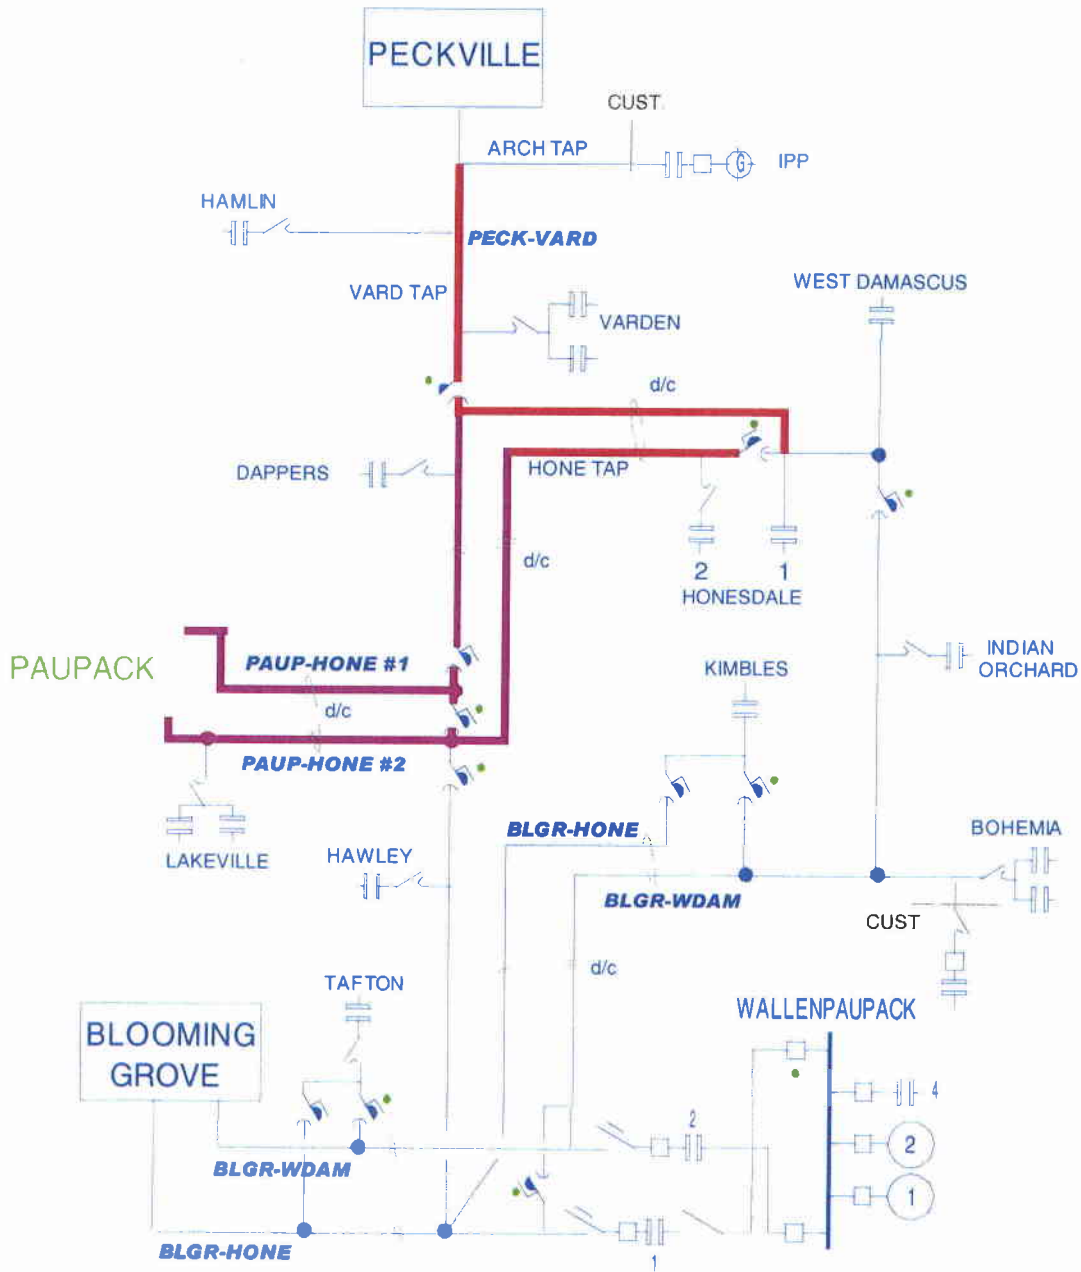 PECKVILLE
CUST.
ARCH TAP
G
IPP
HAMLIN
PECK-VARD
WEST DAMASCUS
VARD TAP
VARDEN
d/c
DAPPERS
HONE TAP
d/c
2
1
HONESDALE
PAUPACK
PAUP-HONE #1
KIMBLES
INDIAN
ORCHARD
d/c
PAUP-HONE #2
BLGR-HONE
BOHEMIA
LAKEVILLE
HAWLEY
BLGR-WDAM
CUST
d/c
TAFTON
WALLENPAUPACK
BLOOMING
GROVE
4
2
2
BLGR-WDAM
1
BLGR-HONE
1